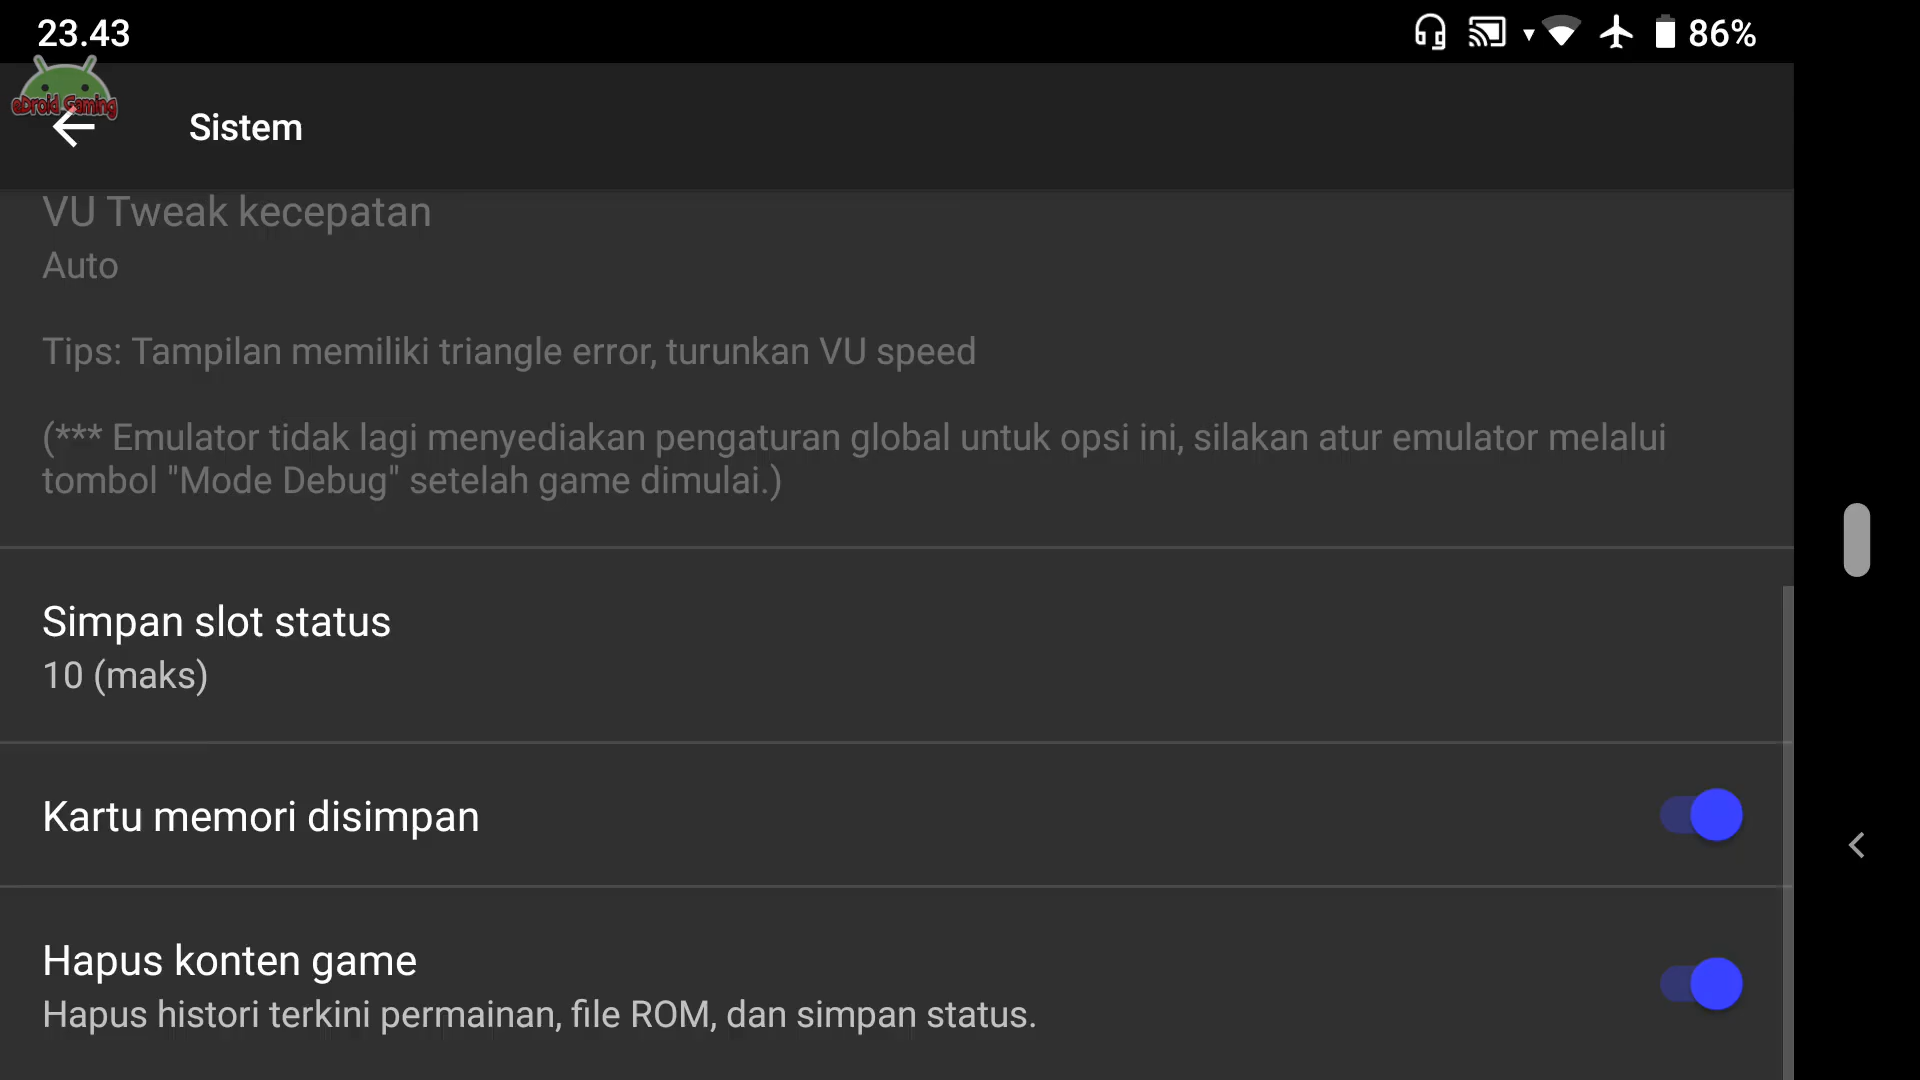 23.43
86%
eDroid Gaming
Sistem
VU Tweak kecepatan
Auto
Tips: Tampilan memiliki triangle error, turunkan VU speed
(*** Emulator tidak lagi menyediakan pengaturan global untuk opsi ini, silakan atur emulator melalui
tombol "Mode Debug" setelah game dimulai.)
Simpan slot status
10 (maks)
Kartu memori disimpan
Hapus konten game
Hapus histori terkini permainan, file ROM, dan simpan status.